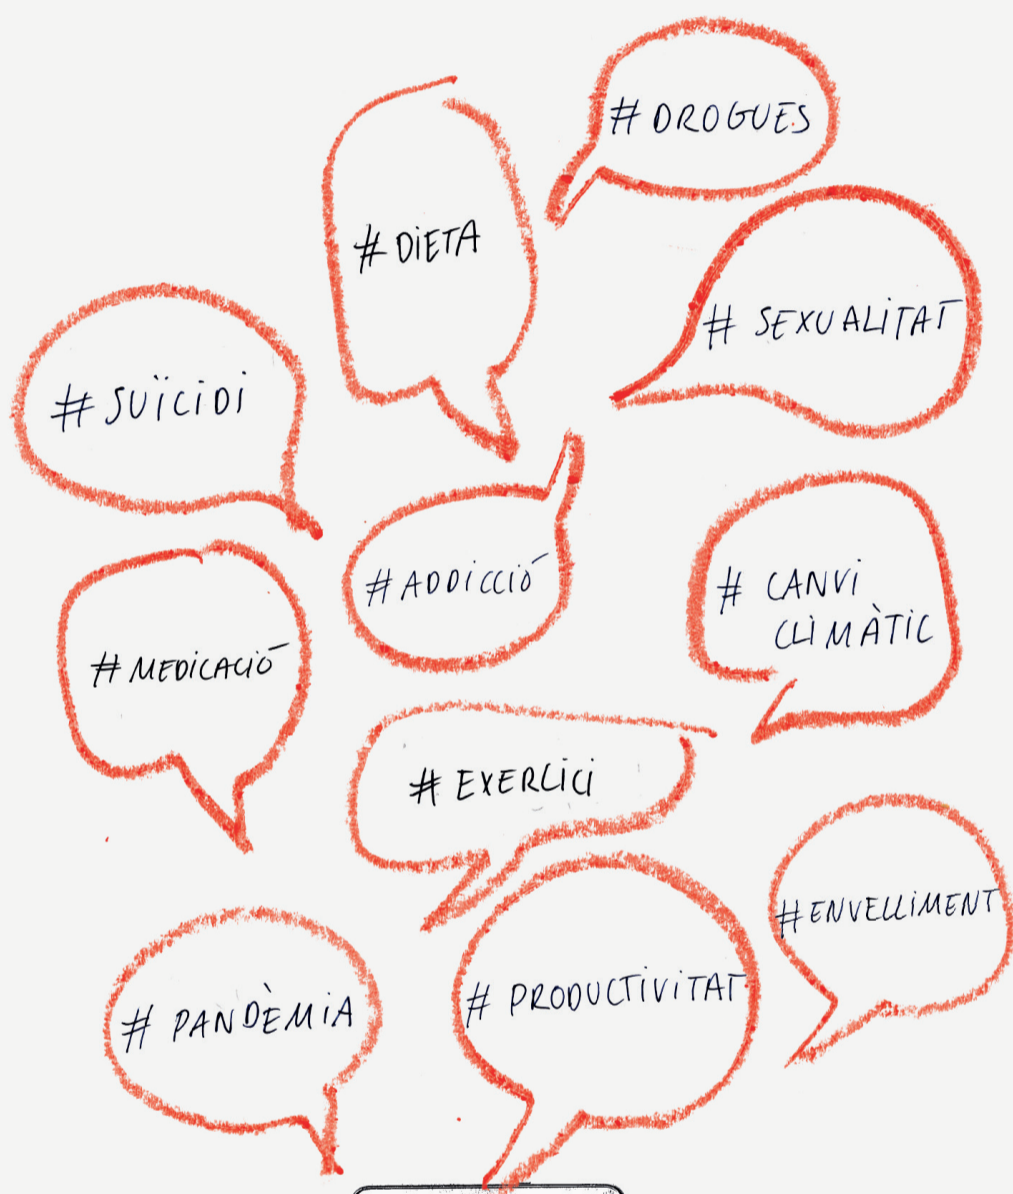 # DROGUES
# DIETA
# SEXUALITAT
# SUÏCIDI
# ADDICCIÓ
# CANVI
CLIMÀTIC
# MEDICACIÓ
# EXERCICI
# ENVELLIMENT
# PANDÈMIA
# PRODUCTIVITAT